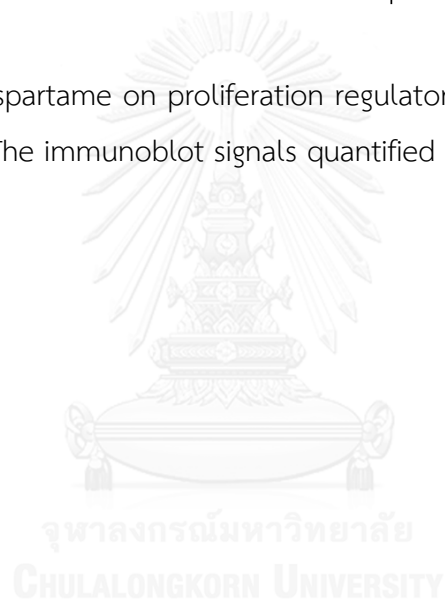 spartame on proliferation regulator
The immunoblot signals quantified
จุฬาลงกรณ์มหาวิทยาลัย
CHULALONGKORN UNIVERSITY